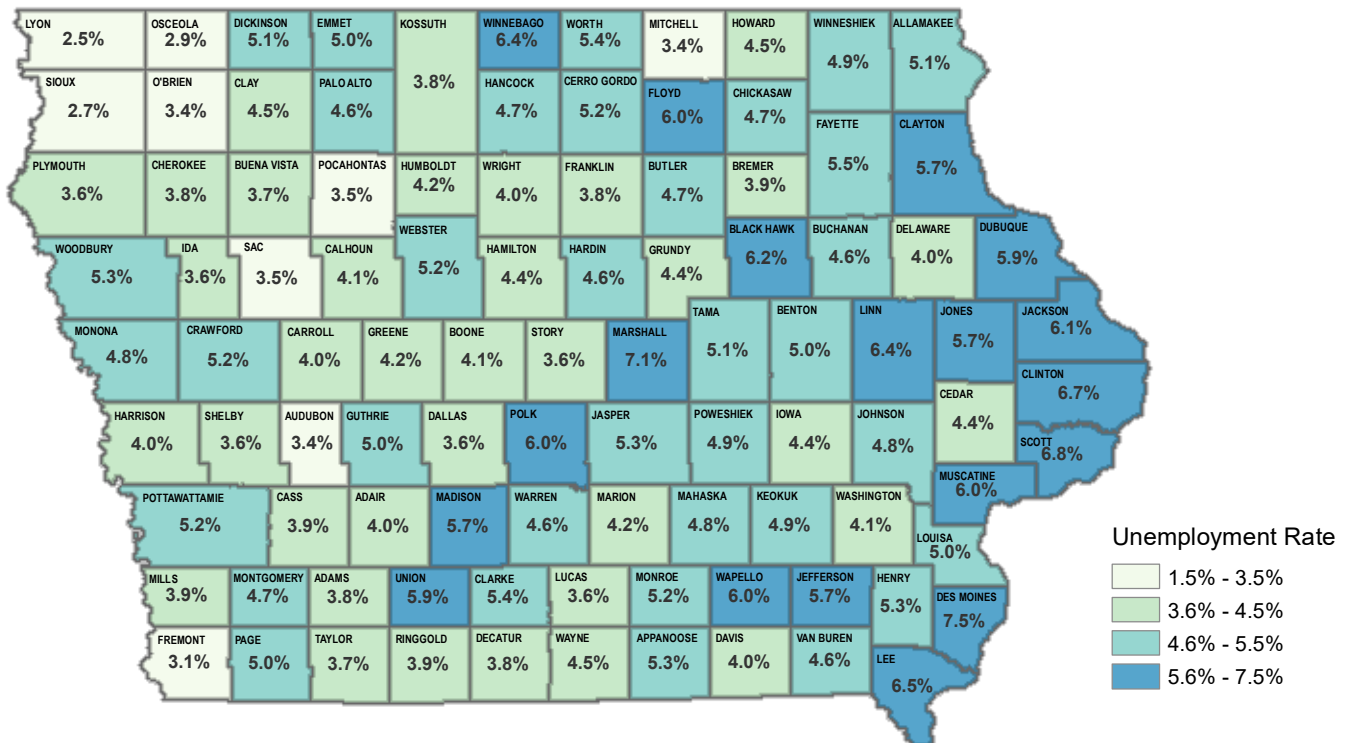 LYON
2.5%
OSCEOLA
2.9%
DICKINSON
5.1%
EMMET
5.0%
KOSSUTH
3.8%
WINNEBAGO
6.4%
WORTH
5.4%
MITCHELL
3.4%
HOWARD
4.5%
WINNESHIEK
4.9%
ALLAMAKEE
5.1%
SIOUX
2.7%
O'BRIEN
3.4%
CLAY
4.5%
PALO ALTO
4.6%
HANCOCK
4.7%
CERRO GORDO
5.2%
FLOYD
6.0%
CHICKASAW
4.7%
FAYETTE
5.5%
CLAYTON
5.7%
PLYMOUTH
3.6%
CHEROKEE
3.8%
BUENA VISTA
3.7%
POCAHONTAS
3.5%
HUMBOLDT
4.2%
WRIGHT
4.0%
FRANKLIN
3.8%
BUTLER
4.7%
BREMER
3.9%
WOODBURY
5.3%
IDA
3.6%
SAC
3.5%
CALHOUN
4.1%
WEBSTER
5.2%
HAMILTON
4.4%
HARDIN
4.6%
GRUNDY
4.4%
BLACK HAWK
6.2%
BUCHANAN
4.6%
DELAWARE
4.0%
DUBUQUE
5.9%
MONONA
4.8%
CRAWFORD
5.2%
CARROLL
4.0%
GREENE
4.2%
BOONE
4.1%
STORY
3.6%
MARSHALL
7.1%
TAMA
5.1%
BENTON
5.0%
LINN
6.4%
JONES
5.7%
JACKSON
6.1%
CLINTON
6.7%
HARRISON
4.0%
SHELBY
3.6%
AUDUBON
3.4%
GUTHRIE
5.0%
DALLAS
3.6%
POLK
6.0%
JASPER
5.3%
POWESHIEK
4.9%
IOWA
4.4%
JOHNSON
4.8%
CEDAR
4.4%
SCOTT
6.8%
MUSCATINE
6.0%
POTTAWATTAMIE
5.2%
CASS
3.9%
ADAIR
4.0%
MADISON
5.7%
WARREN
4.6%
MARION
4.2%
MAHASKA
4.8%
KEOKUK
4.9%
WASHINGTON
4.1%
LOUISA
5.0%
MILLS
3.9%
MONTGOMERY
4.7%
ADAMS
3.8%
UNION
5.9%
CLARKE
5.4%
LUCAS
3.6%
MONROE
5.2%
WAPELLO
6.0%
JEFFERSON
5.7%
HENRY
5.3%
DES MOINES
7.5%
FREMONT
3.1%
PAGE
5.0%
TAYLOR
3.7%
RINGGOLD
3.9%
DECATUR
3.8%
WAYNE
4.5%
APPANOOSE
5.3%
DAVIS
4.0%
VAN BUREN
4.6%
LEE
6.5%
Unemployment Rate
1.5% - 3.5%
3.6% - 4.5%
4.6% - 5.5%
5.6% - 7.5%